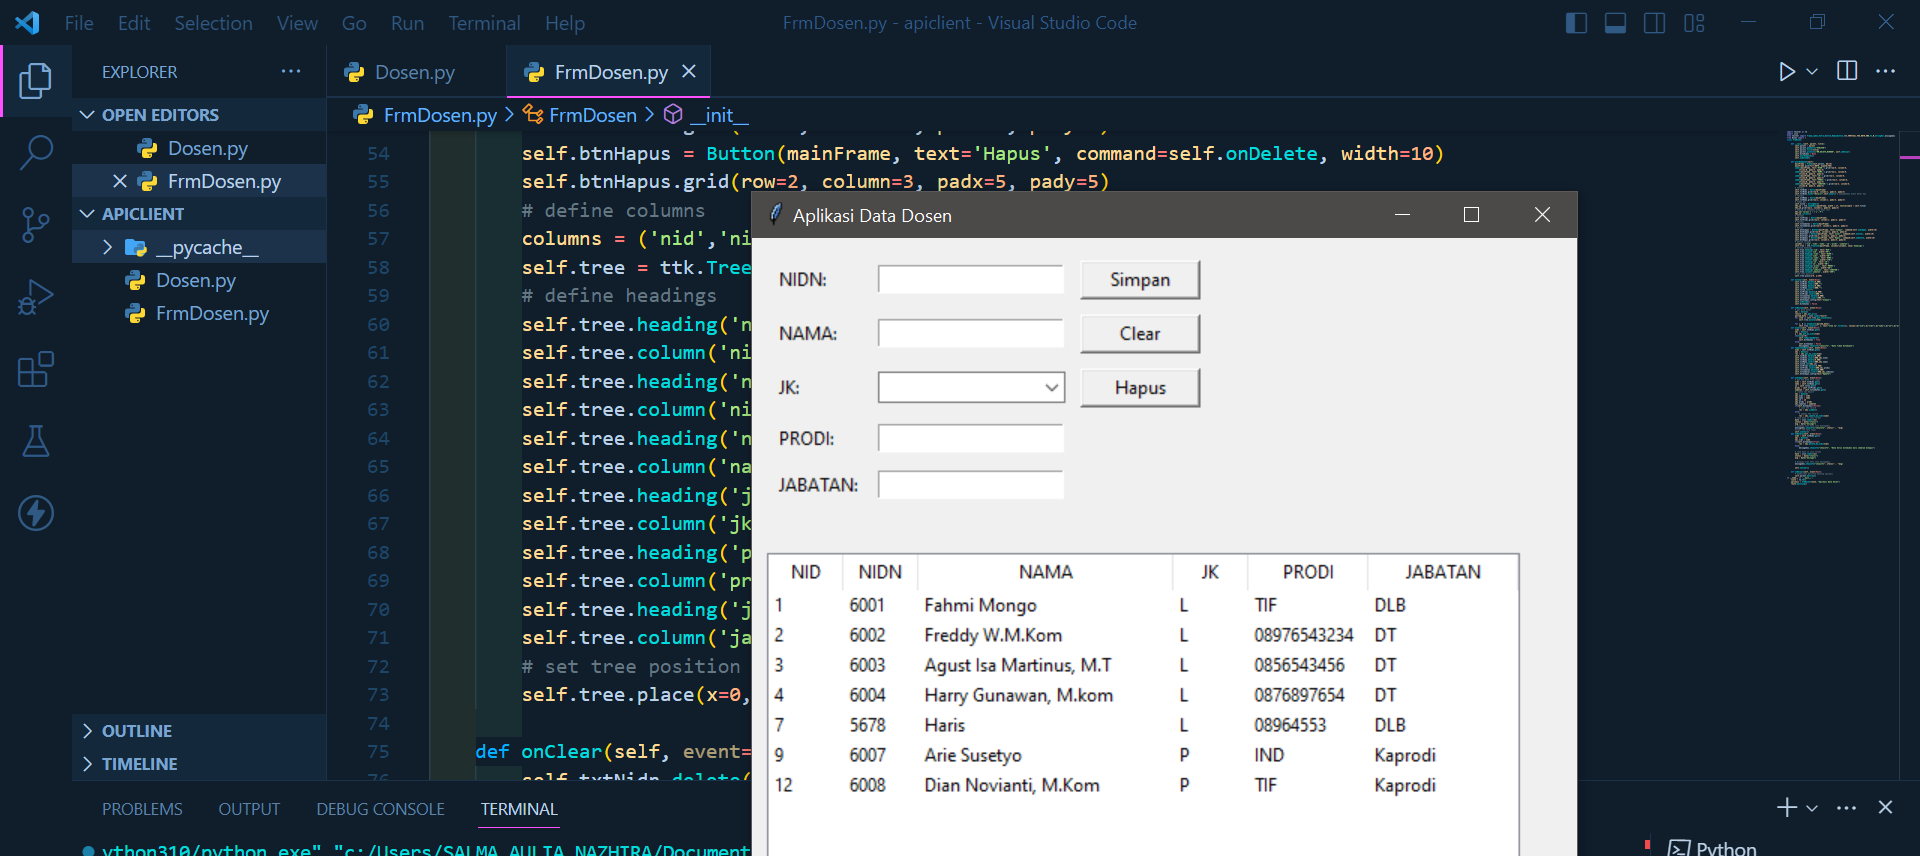 File Edit Selection View Go Run Terminal Help
FrmDosen.py - apiclient - Visual Studio Code
EXPLORER
OPEN EDITORS
Dosen.py
FrmDosen.py
APICLIENT
__pycache__
Dosen.py
FrmDosen.py
OUTLINE
TIMELINE
Dosen.py
FrmDosen.py
FrmDosen.py > FrmDosen > __init__
54 self.btnHapus = Button(mainFrame, text='Hapus', command=self.onDelete, width=10)
55 self.btnHapus.grid(row=2, column=3, padx=5, pady=5)
56 # define columns
57 columns = ('nid','ni
58 self.tree = ttk.Tree
59 # define headings
60 self.tree.heading('n
61 self.tree.column('ni
62 self.tree.heading('n
63 self.tree.column('ni
64 self.tree.heading('n
65 self.tree.column('na
66 self.tree.heading('j
67 self.tree.column('jk
68 self.tree.heading('p
69 self.tree.column('pr
70 self.tree.heading('j
71 self.tree.column('ja
72 # set tree position
73 self.tree.place(x=0,
74
75 def onClear(self, event=
76 self.txtNidn.delete(
Aplikasi Data Dosen
NIDN: Simpan
NAMA: Clear
JK: Hapus
PRODI:
JABATAN:
NID NIDN NAMA JK PRODI JABATAN
1 6001 Fahmi Mongo L TIF DLB
2 6002 Freddy W.M.Kom L 08976543234 DT
3 6003 Agust Isa Martinus, M.T L 0856543456 DT
4 6004 Harry Gunawan, M.kom L 0876897654 DT
7 5678 Haris L 08964553 DLB
9 6007 Arie Susetyo P IND Kaprodi
12 6008 Dian Novianti, M.Kom P TIF Kaprodi
PROBLEMS OUTPUT DEBUG CONSOLE TERMINAL
ython310/python.exe" "c:/Users/SALMA AULIA NAZHIRA/Document
Python